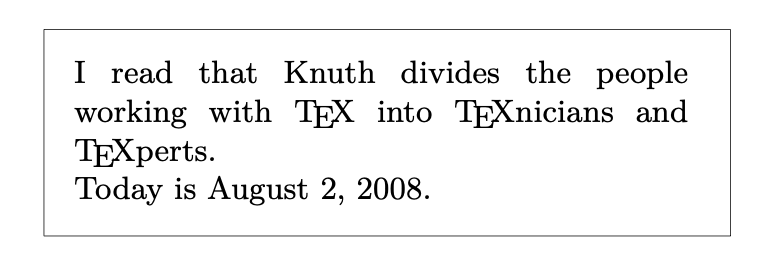 I read that Knuth divides the people
working with TEX into TEXnicians and
TEXperts.
Today is August 2, 2008.